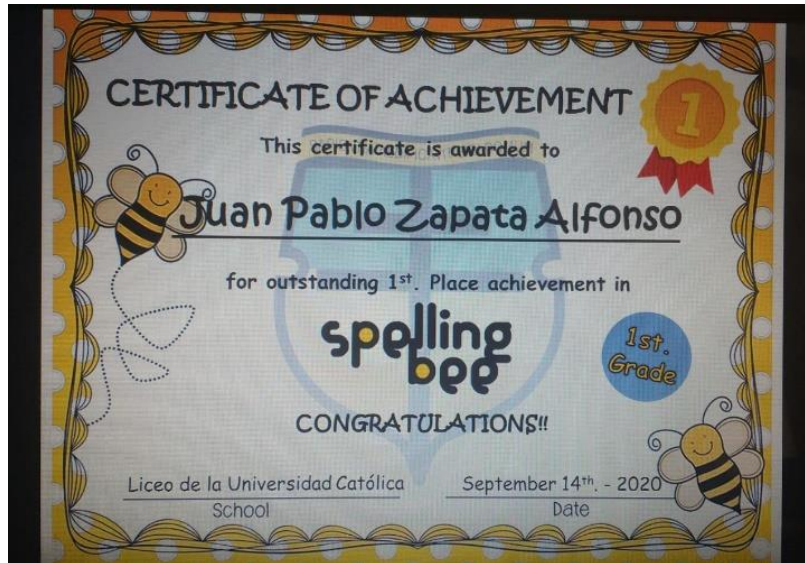 CERTIFICATE OF ACHIEVEMENT
1
This certificate is awarded to
Juan Pablo Zapata Alfonso
for outstanding 1st. Place achievement in
spelling
bee
1st.
Grade
CONGRATULATIONS!!
Liceo de la Universidad Católica
September 14th. - 2020
School
Date